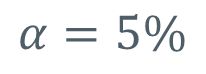 α = 5%